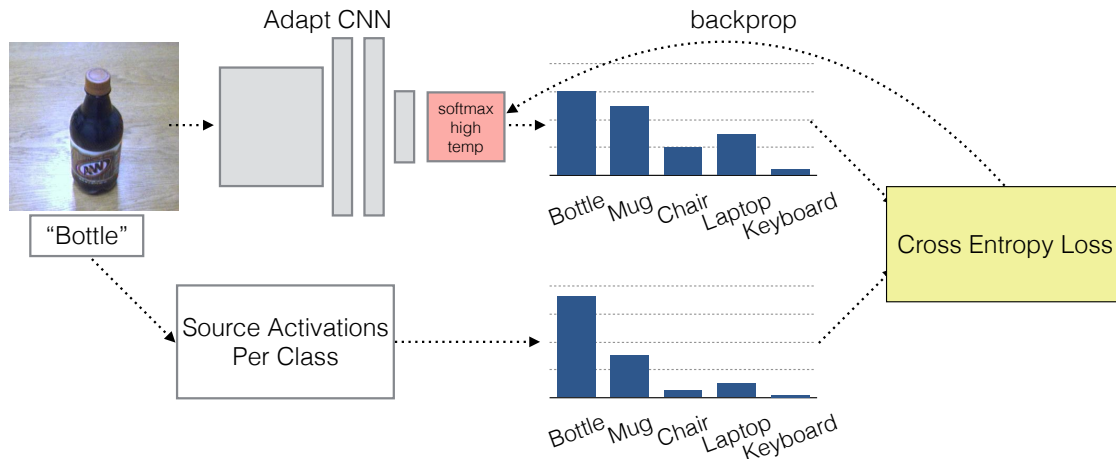 Adapt CNN
backprop
softmax
high
temp
A&W
Bottle
Mug
Chair
Laptop
Keyboard
“Bottle”
Cross Entropy Loss
Source Activations
Per Class
Bottle
Mug
Chair
Laptop
Keyboard